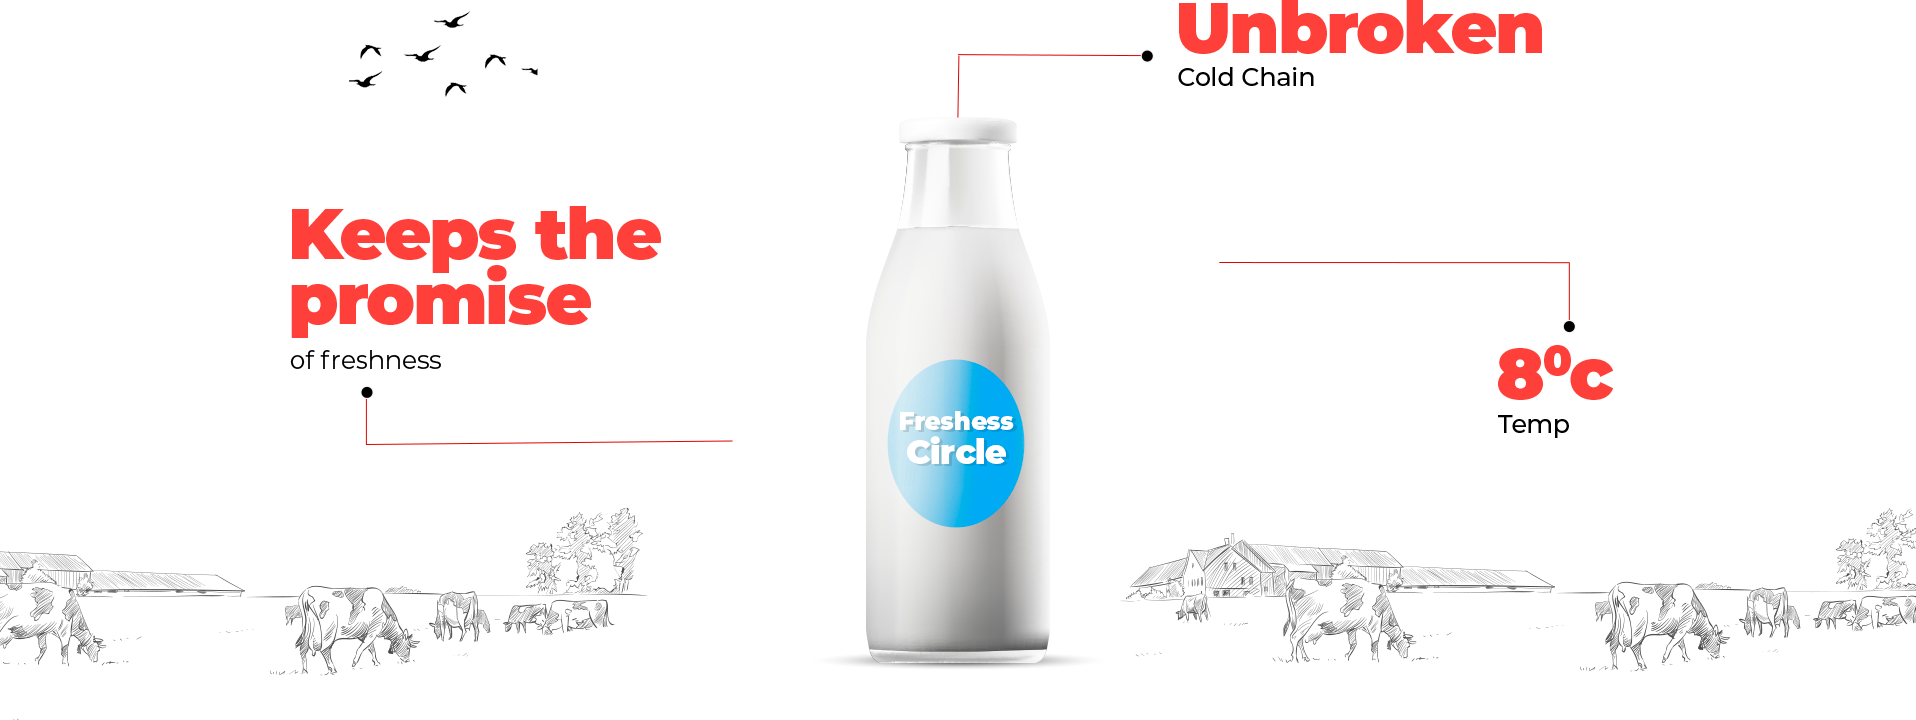 Unbroken
Cold Chain
Keeps the
promise
of freshness
8⁰c
Temp
Freshess
Circle